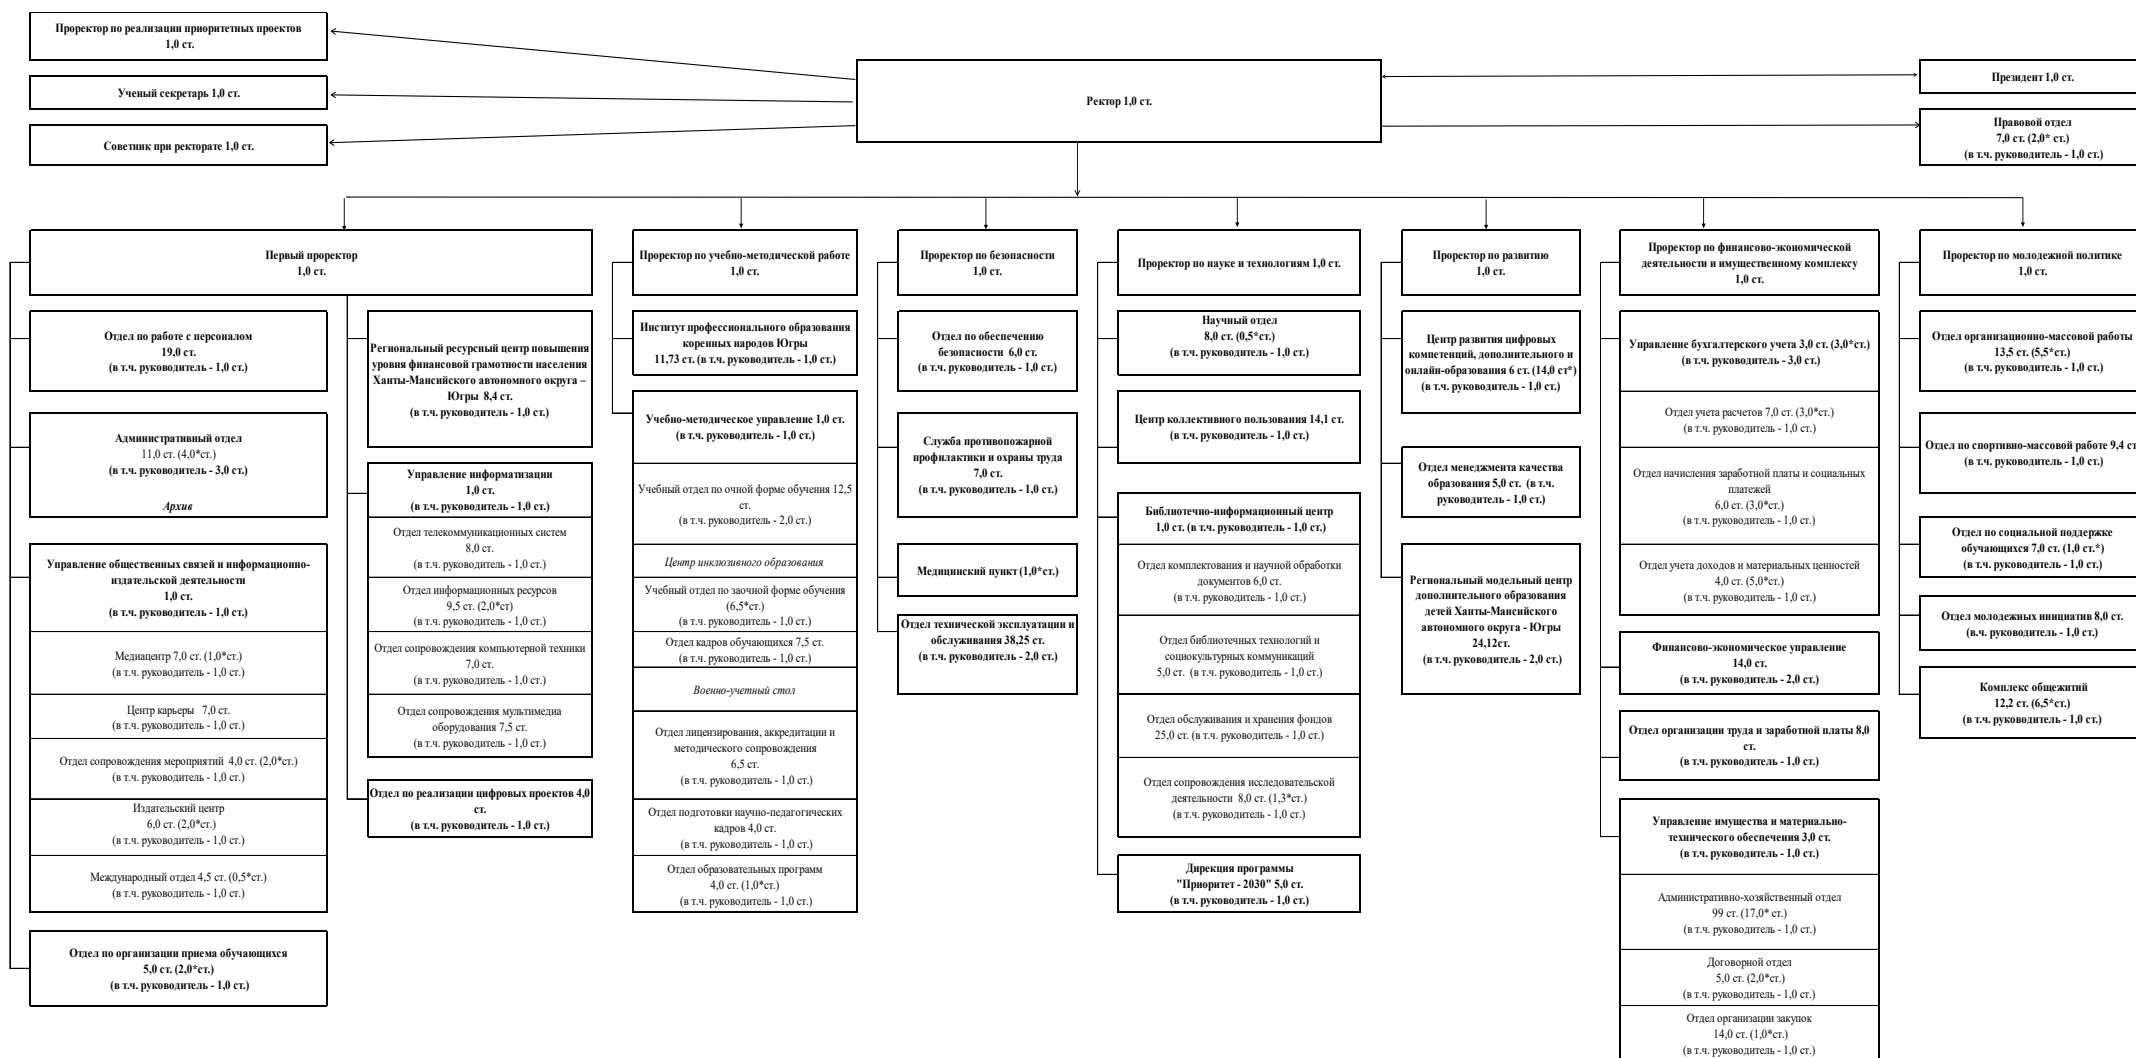 Проректор по реализации приоритетных проектов
1,0 ст.
Ученый секретарь 1,0 ст.
Советник при ректорате 1,0 ст.
Ректор 1,0 ст.
Президент 1,0 ст.
Правовой отдел
7,0 ст. (2,0* ст.)
(в т.ч. руководитель - 1,0 ст.)
Первый проректор
1,0 ст.
Отдел по работе с персоналом
19,0 ст.
(в т.ч. руководитель - 1,0 ст.)
Административный отдел
11,0 ст. (4,0*ст.)
(в т.ч. руководитель - 3,0 ст.)
Архив
Управление общественных связей и информационно-
издательской деятельности
1,0 ст.
(в т.ч. руководитель - 1,0 ст.)
Медиацентр 7,0 ст. (1,0*ст.)
(в т.ч. руководитель - 1,0 ст.)
Центр карьеры   7,0 ст.
(в т.ч. руководитель - 1,0 ст.)
Отдел сопровождения мероприятий  4,0 ст. (2,0*ст.)
(в т.ч. руководитель - 1,0 ст.)
Издательский центр
6,0 ст. (2,0*ст.)
(в т.ч. руководитель - 1,0 ст.)
Международный отдел 4,5 ст. (0,5*ст.)
(в т.ч. руководитель - 1,0 ст.)
Отдел по организации приема обучающихся
5,0 ст. (2,0*ст.)
(в т.ч. руководитель - 1,0 ст.)
Региональный ресурсный центр повышения
уровня финансовой грамотности населения
Ханты-Мансийского автономного округа –
Югры  8,4 ст.
(в т.ч. руководитель - 1,0 ст.)
Управление информатизации
1,0 ст.
(в т.ч. руководитель - 1,0 ст.)
Отдел телекоммуникационных систем
8,0 ст.
(в т.ч. руководитель - 1,0 ст.)
Отдел информационных ресурсов
9,5 ст. (2,0*ст)
(в т.ч. руководитель - 1,0 ст.)
Отдел сопровождения компьютерной техники
7,0 ст.
(в т.ч. руководитель - 1,0 ст.)
Отдел сопровождения мультимедиа
оборудования 7,5 ст.
(в т.ч. руководитель - 1,0 ст.)
Отдел по реализации цифровых проектов 4,0
ст.
(в т.ч. руководитель - 1,0 ст.)
Проректор по учебно-методической работе
1,0 ст.
Институт профессионального образования
коренных народов Югры
11,73 ст. (в т.ч. руководитель - 1,0 ст.)
Учебно-методическое управление 1,0 ст.
(в т.ч. руководитель - 1,0 ст.)
Учебный отдел по очной форме обучения 12,5
ст.
(в т.ч. руководитель - 2,0 ст.)
Центр инклюзивного образования
Учебный отдел по заочной форме обучения
(6,5*ст.)
(в т.ч. руководитель - 1,0 ст.)
Отдел кадров обучающихся 7,5 ст.
(в т.ч. руководитель - 1,0 ст.)
Военно-учетный стол
Отдел лицензирования, аккредитации и
методического сопровождения
6,5 ст.
(в т.ч. руководитель - 1,0 ст.)
Отдел подготовки научно-педагогических
кадров 4,0 ст.
(в т.ч. руководитель - 1,0 ст.)
Отдел образовательных программ
4,0 ст. (1,0*ст.)
(в т.ч. руководитель - 1,0 ст.)
Проректор по безопасности
1,0 ст.
Отдел по обеспечению
безопасности  6,0 ст.
(в т.ч. руководитель - 1,0 ст.)
Служба противопожарной
профилактики и охраны труда
7,0 ст.
(в т.ч. руководитель - 1,0 ст.)
Медицинский пункт (1,0*ст.)
Отдел технической эксплуатации и
обслуживания 38,25 ст.
(в т.ч. руководитель - 2,0 ст.)
Проректор по науке и технологиям 1,0 ст.
Научный отдел
8,0 ст. (0,5*ст.)
(в т.ч. руководитель - 1,0 ст.)
Центр коллективного пользования 14,1 ст.
(в т.ч. руководитель - 1,0 ст.)
Библиотечно-информационный центр
1,0 ст. (в т.ч. руководитель - 1,0 ст.)
Отдел комплектования и научной обработки
документов 6,0 ст.
(в т.ч. руководитель - 1,0 ст.)
Отдел библиотечных технологий и
социокультурных коммуникаций
5,0 ст.  (в т.ч. руководитель - 1,0 ст.)
Отдел обслуживания и хранения фондов
25,0 ст. (в т.ч. руководитель - 1,0 ст.)
Отдел сопровождения исследовательской
деятельности  8,0 ст. (1,3*ст.)
(в т.ч. руководитель - 1,0 ст.)
Дирекция программы
"Приоритет - 2030" 5,0 ст.
(в т.ч. руководитель - 1,0 ст.)
Проректор по развитию
1,0 ст.
Центр развития цифровых
компетенций, дополнительного и
онлайн-образования 6 ст. (14,0 ст*)
(в т.ч. руководитель - 1,0 ст.)
Отдел менеджмента качества
образования 5,0 ст.  (в т.ч.
руководитель - 1,0 ст.)
Региональный модельный центр
дополнительного образования
детей Ханты-Мансийского
автономного округа - Югры
24,12ст.
(в т.ч. руководитель - 2,0 ст.)
Проректор по финансово-экономической
деятельности и имущественному комплексу
1,0 ст.
Управление бухгалтерского учета 3,0 ст. (3,0*ст.)
(в т.ч. руководитель - 3,0 ст.)
Отдел учета расчетов 7,0 ст. (3,0*ст.)
(в т.ч. руководитель - 1,0 ст.)
Отдел начисления заработной платы и социальных
платежей
6,0 ст. (3,0*ст.)
(в т.ч. руководитель - 1,0 ст.)
Отдел учета доходов и материальных ценностей
4,0 ст. (5,0*ст.)
(в т.ч. руководитель - 1,0 ст.)
Финансово-экономическое управление
14,0 ст.
(в т.ч. руководитель - 2,0 ст.)
Отдел организации труда и заработной платы 8,0
ст.
(в т.ч. руководитель - 1,0 ст.)
Управление имущества и материально-
технического обеспечения 3,0 ст.
(в т.ч. руководитель - 1,0 ст.)
Административно-хозяйственный отдел
99 ст. (17,0* ст.)
(в т.ч. руководитель - 1,0 ст.)
Договорной отдел
5,0 ст. (2,0*ст.)
(в т.ч. руководитель - 1,0 ст.)
Отдел организации закупок
14,0 ст. (1,0*ст.)
(в т.ч. руководитель - 1,0 ст.)
Проректор по молодежной политике
1,0 ст.
Отдел организационно-массовой работы
13,5 ст. (5,5*ст.)
(в т.ч. руководитель - 1,0 ст.)
Отдел по спортивно-массовой работе 9,4 ст
(в т.ч. руководитель - 1,0 ст.)
Отдел по социальной поддержке
обучающихся 7,0 ст. (1,0 ст.*)
(в т.ч. руководитель - 1,0 ст.)
Отдел молодежных инициатив 8,0 ст.
(в.ч. руководитель - 1,0 ст.)
Комплекс общежитий
12,2 ст. (6,5*ст.)
(в т.ч. руководитель - 1,0 ст.)